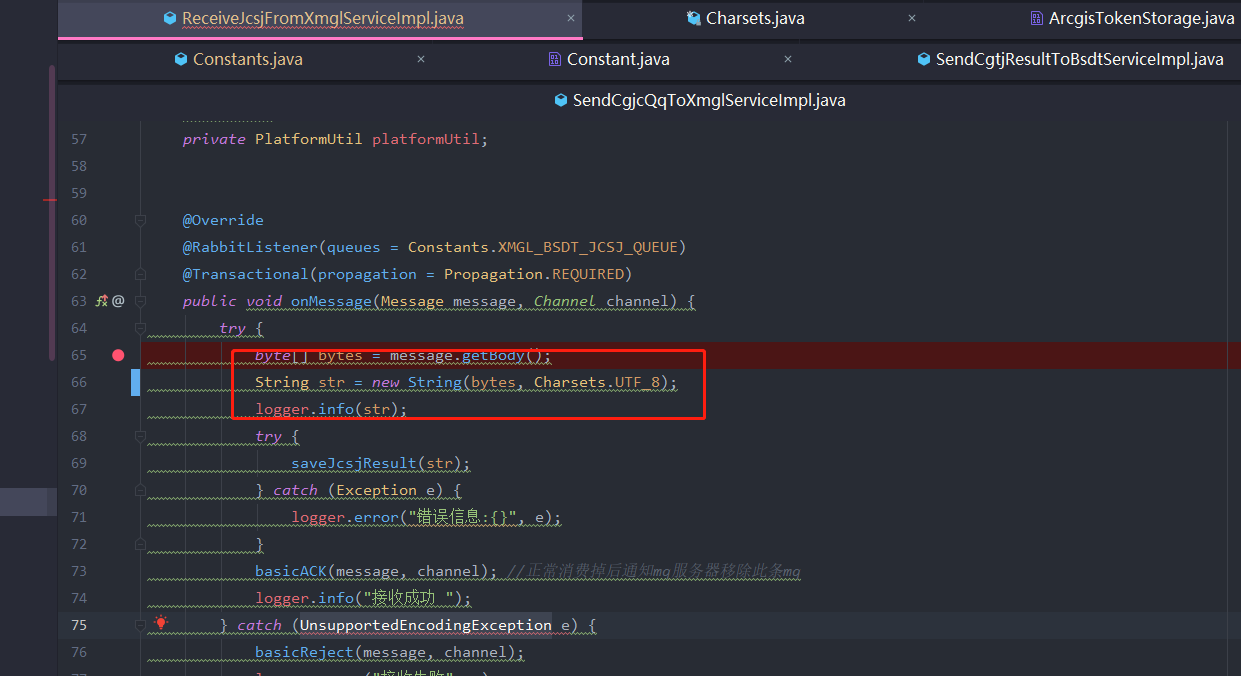 ReceiveJcsjFromXmglServiceImpl.java × Charsets.java × ArcgisTokenStorage.java
Constants.java × Constant.java × SendCgtjResultToBsdtServiceImpl.java
SendCgjcQqToXmglServiceImpl.java
57 private PlatformUtil platformUtil;
58
59
60 @Override
61 @RabbitListener(queues = Constants.XMGL_BSDT_JCSJ_QUEUE)
62 @Transactional(propagation = Propagation.REQUIRED)
63 @ public void onMessage(Message message, Channel channel) {
64 try {
65 byte[] bytes = message.getBody();
66 String str = new String(bytes, Charsets.UTF_8);
67 logger.info(str);
68 try {
69 saveJcsjResult(str);
70 } catch (Exception e) {
71 logger.error("错误信息:{}", e);
72 }
73 basicACK(message, channel); //正常消费掉后通知mq服务器移除此条mq
74 logger.info("接收成功 ");
75 } catch (UnsupportedEncodingException e) {
76 basicReject(message, channel);